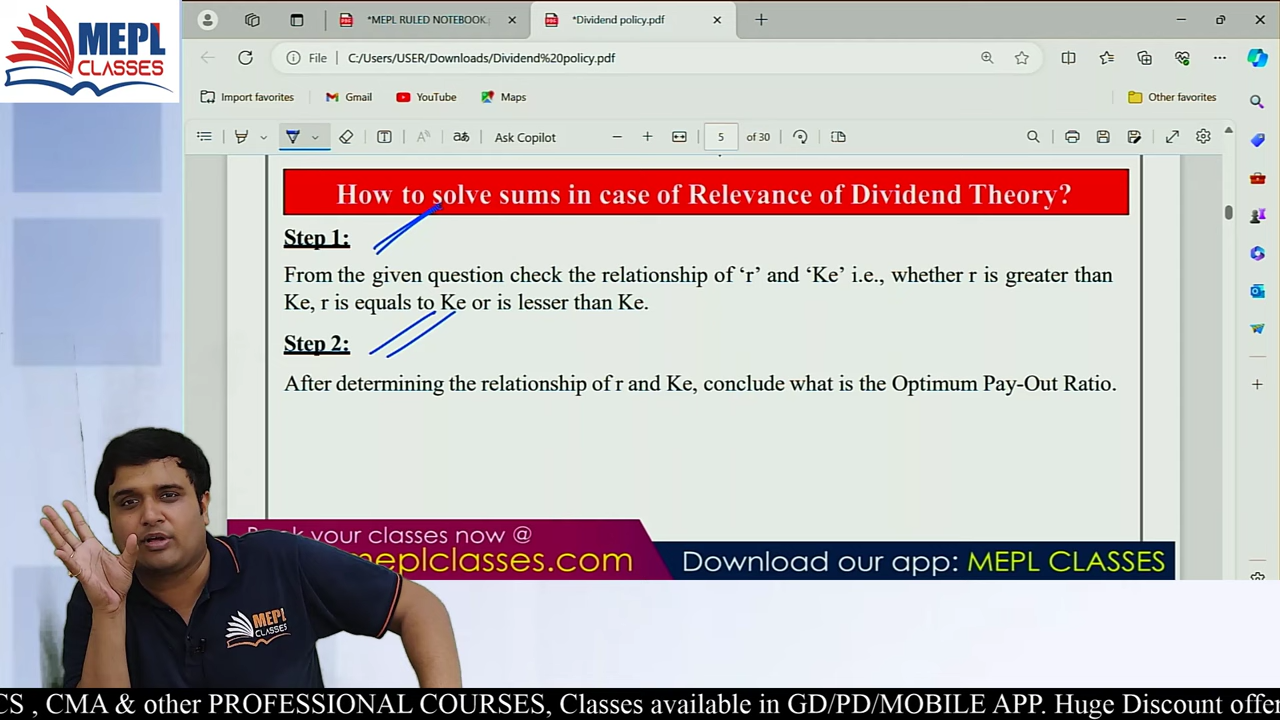 MEPL
CLASSES
*MEPL RULED NOTEBOOK.
*Dividend policy.pdf
File
C:/Users/USER/Downloads/Dividend%20policy.pdf
Import favorites
Gmail
YouTube
Maps
Other favorites
Ask Copilot
5
of 30
How to solve sums in case of Relevance of Dividend Theory?
Step 1:
From the given question check the relationship of ‘r’ and ‘Ke’ i.e., whether r is greater than
Ke, r is equals to Ke or is lesser than Ke.
Step 2:
After determining the relationship of r and Ke, conclude what is the Optimum Pay-Out Ratio.
your classes now @
meplclasses.com
Download our app: MEPL CLASSES
MEPL
CLASSES
CS , CMA & other PROFESSIONAL COURSES, Classes available in GD/PD/MOBILE APP. Huge Discount offer